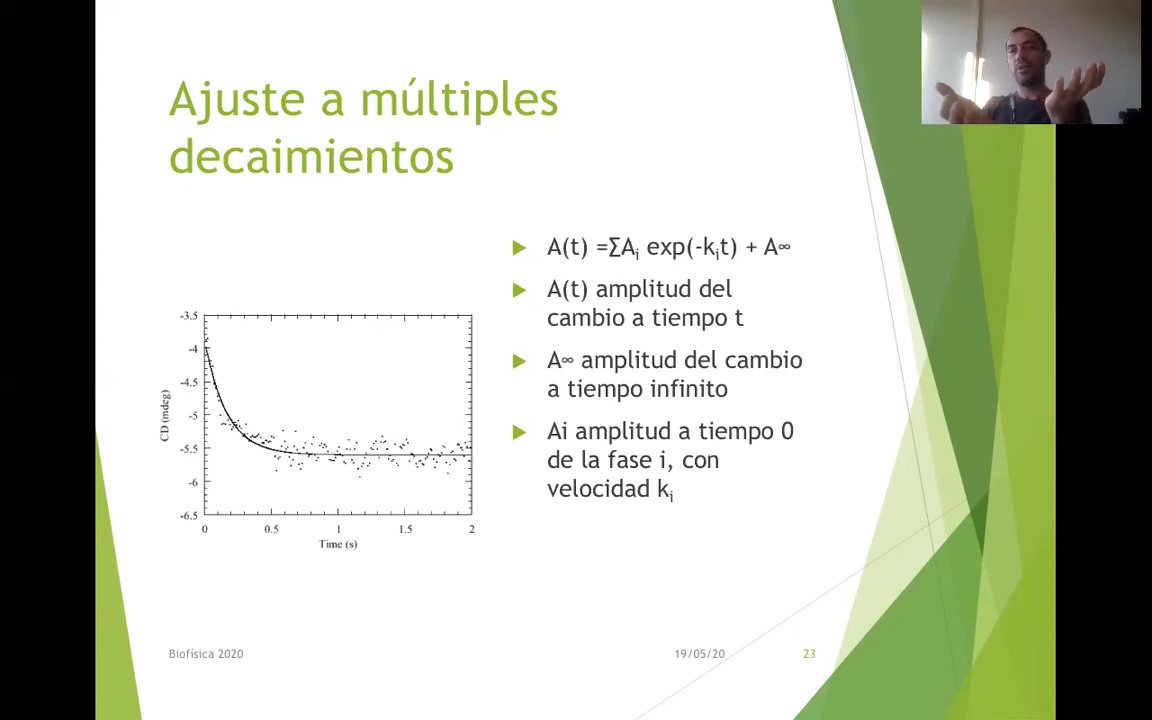 Ajuste a múltiples
decaimientos
A(t) =∑Ai exp(-kit) + A∞
A(t) amplitud del
cambio a tiempo t
A∞ amplitud del cambio
a tiempo infinito
Ai amplitud a tiempo 0
de la fase i, con
velocidad ki
-3.5
-4
-4.5
-5
-5.5
-6
-6.5
CD (mdeg)
0 0.5 1 1.5 2
Time (s)
Biofísica 2020 19/05/20 23